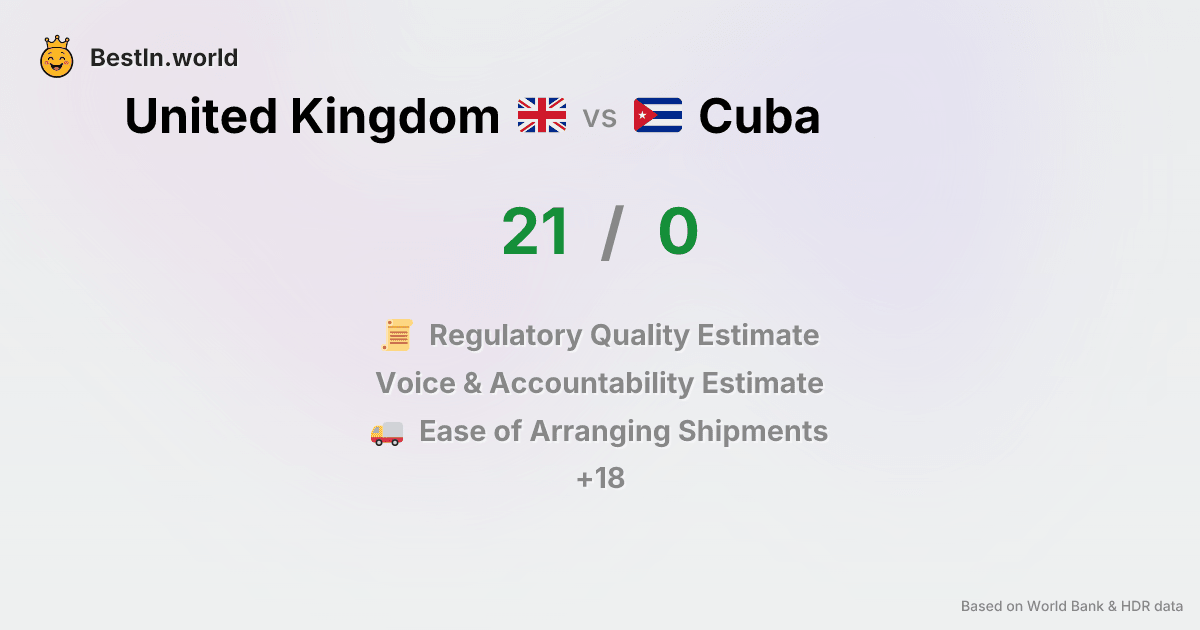 BestIn.world
United Kingdom vs Cuba
21 / 0
Regulatory Quality Estimate
Voice & Accountability Estimate
Ease of Arranging Shipments
+18
Based on World Bank & HDR data